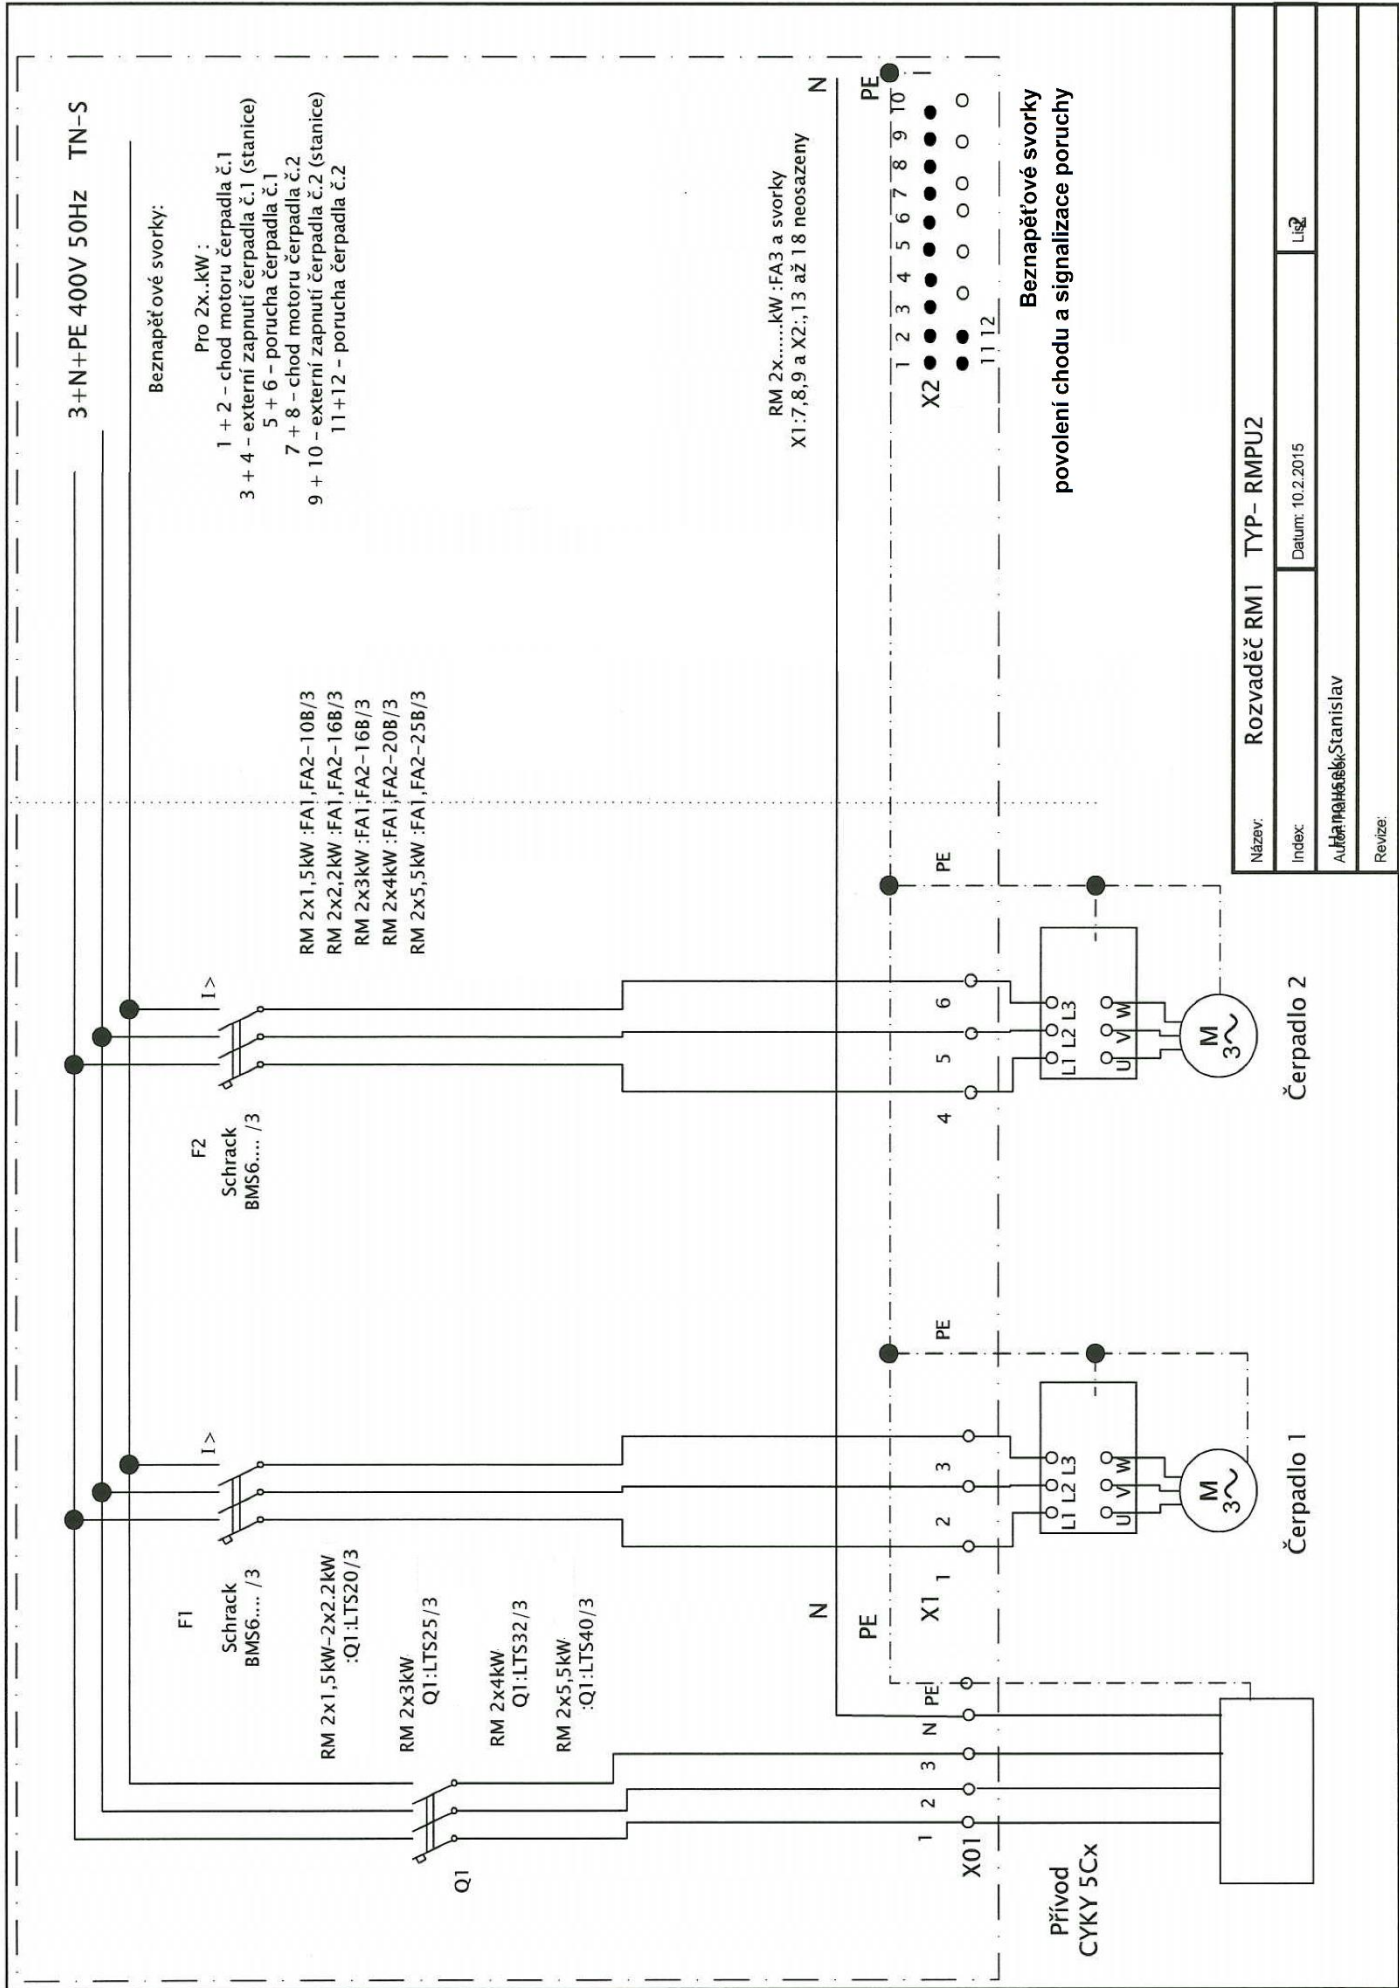 3+N+PE 400V 50Hz TN-S
Beznapěťové svorky:
Pro 2x..kW :
1 + 2 – chod motoru čerpadla č.1
3 + 4 – externí zapnutí čerpadla č.1 (stanice)
5 + 6 – porucha čerpadla č.1
7 + 8 – chod motoru čerpadla č.2
9 + 10 – externí zapnutí čerpadla č.2 (stanice)
11+12 – porucha čerpadla č.2
F1
Schrack
BMS6.... /3
I>
F2
Schrack
BMS6.... /3
I>
RM 2x1,5kW-2x2.2kW
:Q1:LTS20/3
RM 2x3kW
Q1:LTS25/3
RM 2x4kW
Q1:LTS32/3
RM 2x5,5kW
:Q1:LTS40/3
Q1
RM 2x1,5kW :FA1,FA2-10B/3
RM 2x2,2kW :FA1,FA2-16B/3
RM 2x3kW :FA1,FA2-16B/3
RM 2x4kW :FA1,FA2-20B/3
RM 2x5,5kW :FA1,FA2-25B/3
RM 2x......kW :FA3 a svorky
X1:7,8,9 a X2:,13 až 18 neosazeny
N
N
PE
PE
X01
1 2 3 N PE
X1
1 2 3
PE
4 5 6
PE
X2
1 2 3 4 5 6 7 8 9 10
11 12
Beznapěťové svorky
povolení chodu a signalizace poruchy
L1 L2 L3
U V W
M
3~
Čerpadlo 1
L1 L2 L3
U V W
M
3~
Čerpadlo 2
Přívod
CYKY 5Cx
Název: Rozvaděč RM1 TYP- RMPU2
Index: Datum: 10.2.2015 List 2
Autor: Hanousek Stanislav
Revize: